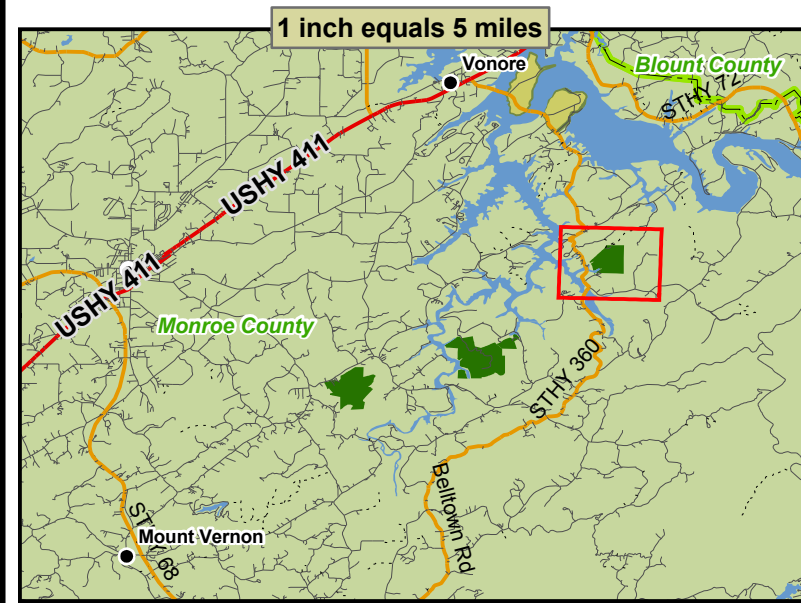 1 inch equals 5 miles
Vonore
Blount County
STHY 72
USHY 411
USHY 411
Monroe County
STHY 360
Belltown Rd
STHY 68
Mount Vernon